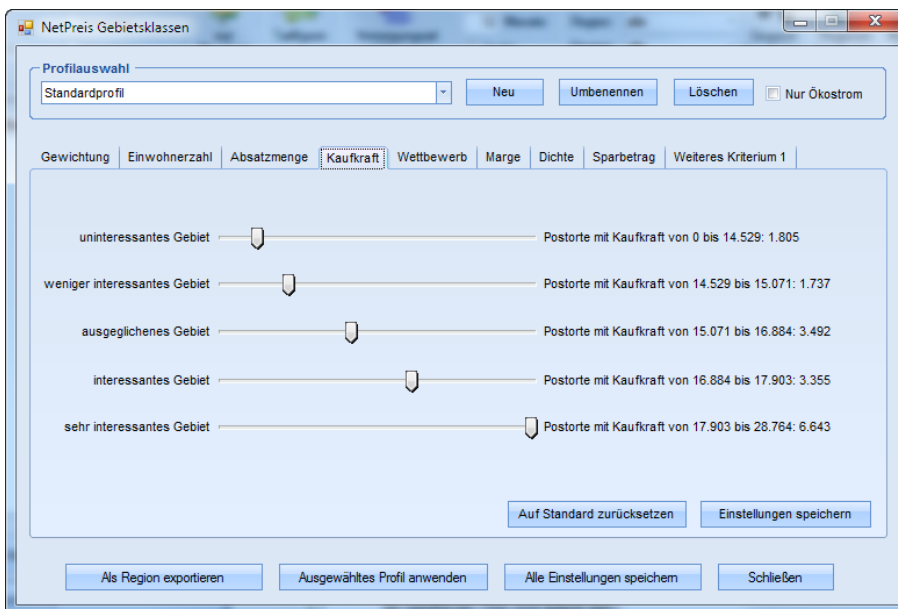 NetPreis Gebietsklassen
Profilauswahl
Standardprofil Neu Umbenennen Löschen Nur Ökostrom
Gewichtung Einwohnerzahl Absatzmenge Kaufkraft Wettbewerb Marge Dichte Sparbetrag Weiteres Kriterium 1
uninteressantes Gebiet Postorte mit Kaufkraft von 0 bis 14.529: 1.805
weniger interessantes Gebiet Postorte mit Kaufkraft von 14.529 bis 15.071: 1.737
ausgeglichenes Gebiet Postorte mit Kaufkraft von 15.071 bis 16.884: 3.492
interessantes Gebiet Postorte mit Kaufkraft von 16.884 bis 17.903: 3.355
sehr interessantes Gebiet Postorte mit Kaufkraft von 17.903 bis 28.764: 6.643
Auf Standard zurücksetzen Einstellungen speichern
Als Region exportieren Ausgewähltes Profil anwenden Alle Einstellungen speichern Schließen